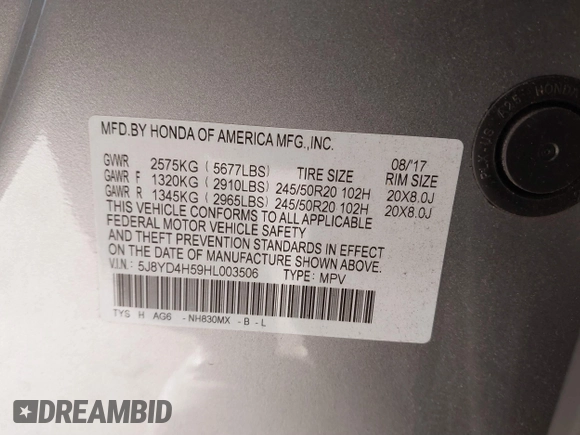 MFD.BY HONDA OF AMERICA MFG.,INC.
08/'17
GVWR 2575KG (5677LBS) TIRE SIZE RIM SIZE
GAWR F 1320KG (2910LBS) 245/50R20 102H 20X8.0J
GAWR R 1345KG (2965LBS) 245/50R20 102H 20X8.0J
THIS VEHICLE CONFORMS TO ALL APPLICABLE
FEDERAL MOTOR VEHICLE SAFETY
AND THEFT PREVENTION STANDARDS IN EFFECT
ON THE DATE OF MANUFACTURE SHOWN ABOVE.
V.I.N.: 5J8YD4H59HL003506 TYPE: MPV
TYS H AG6 -NH830MX -B -L
HONDA
DREAMBID